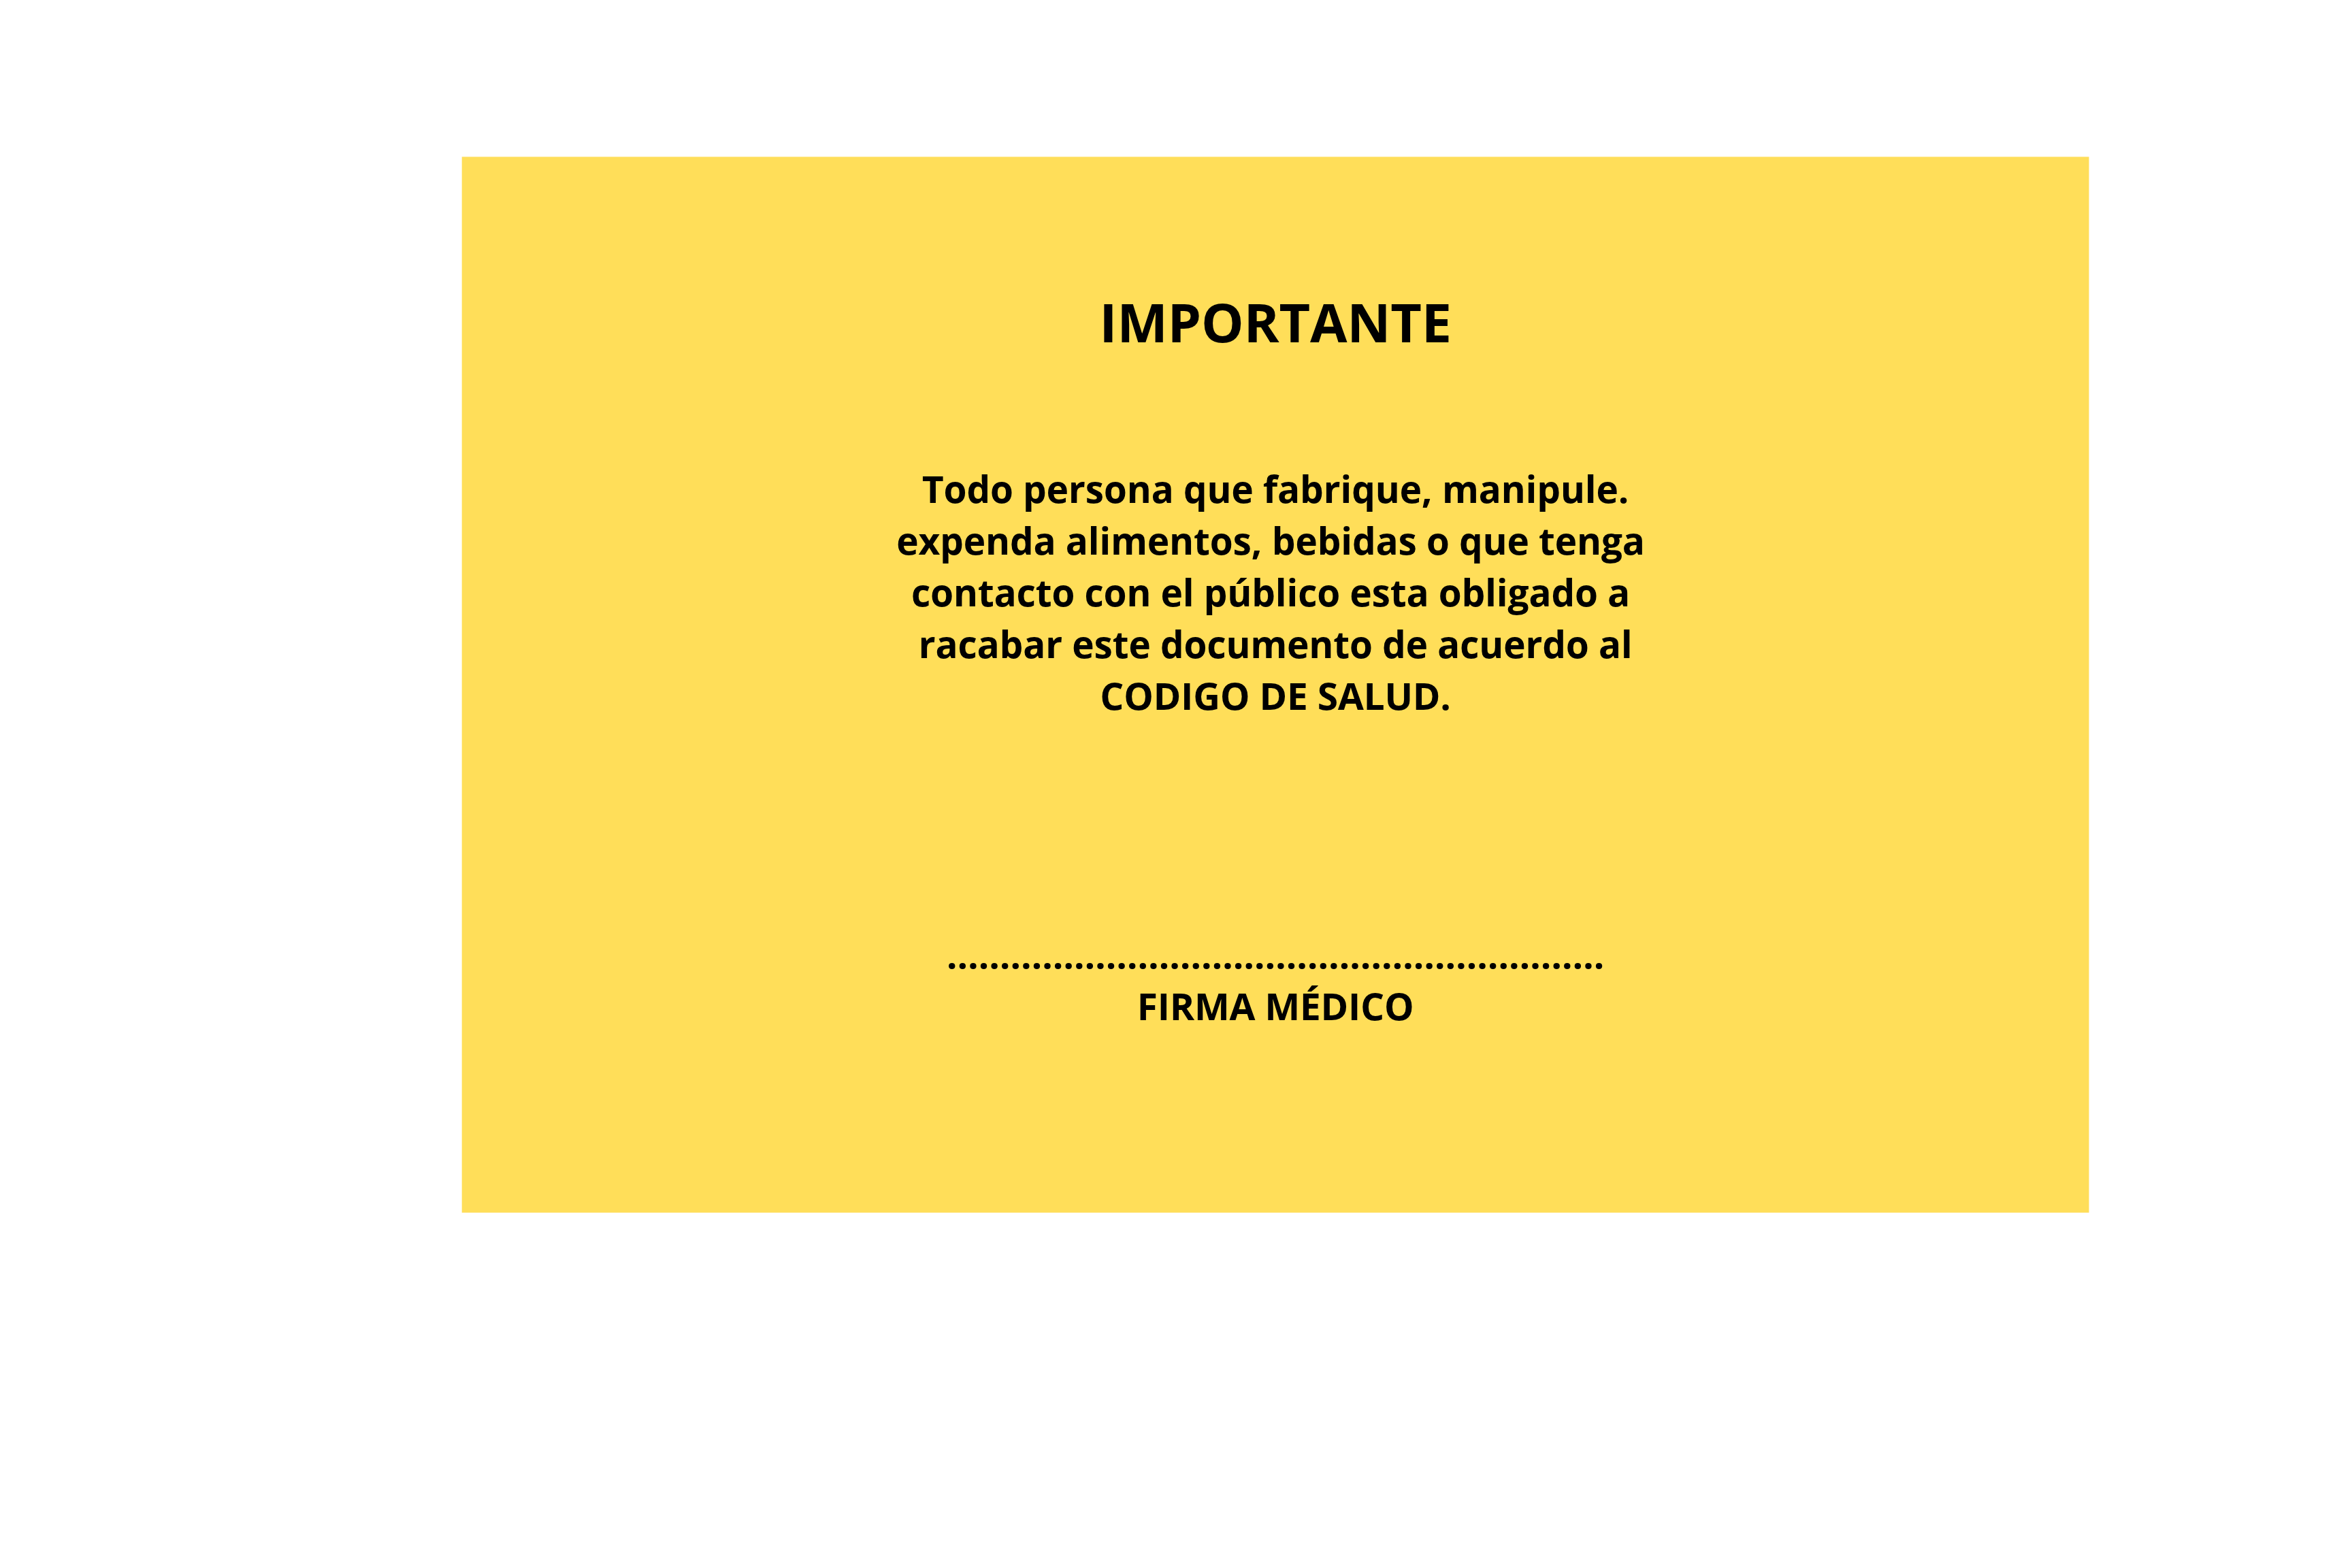 IMPORTANTE
Todo persona que fabrique, manipule.
expenda alimentos, bebidas o que tenga
contacto con el público esta obligado a
racabar este documento de acuerdo al
CODIGO DE SALUD.
..............................................................
FIRMA MÉDICO